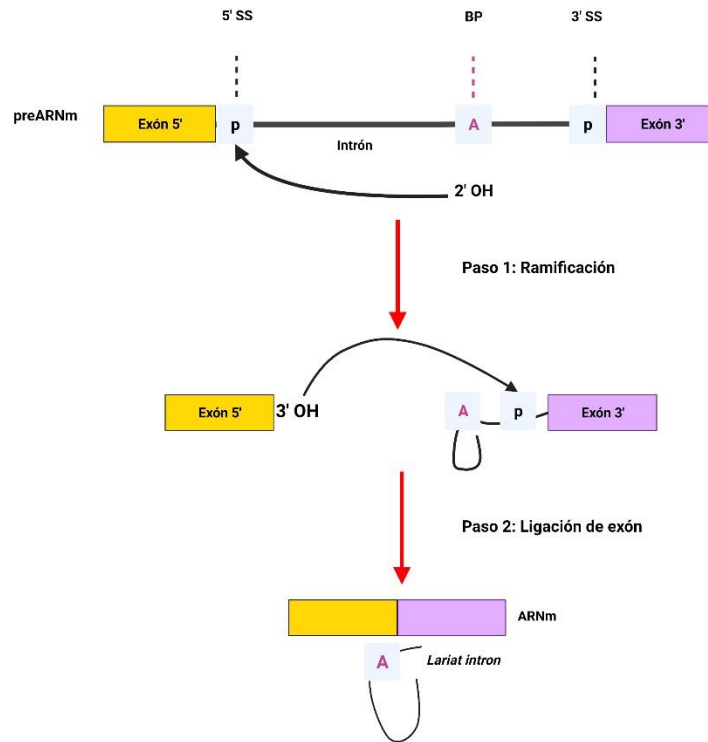 5' SS BP 3' SS
preARNm Exón 5' p A p Exón 3'
Intrón
2' OH
Paso 1: Ramificación
Exón 5' 3' OH A p Exón 3'
Paso 2: Ligación de exón
ARNm
A Lariat intron